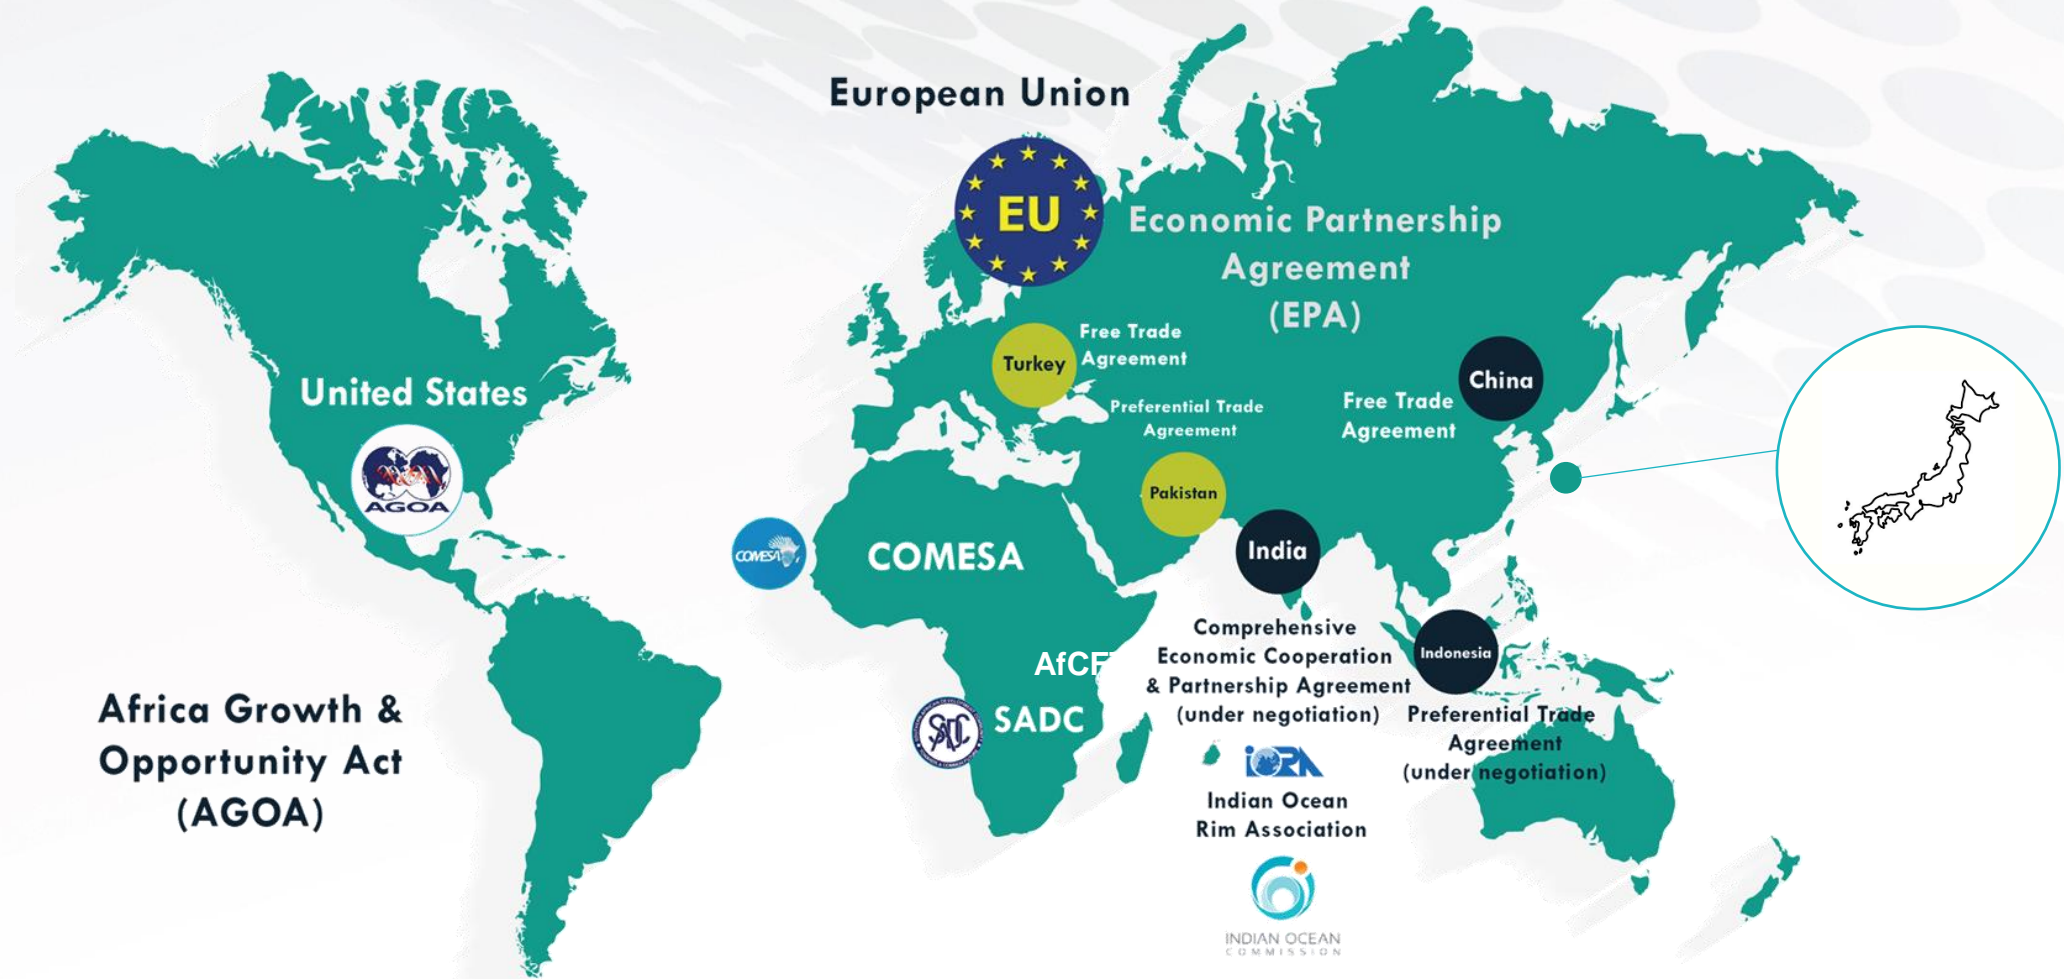 European Union
EU
Economic Partnership
Agreement
(EPA)
Turkey
Free Trade
Agreement
China
Free Trade
Agreement
United States
AGOA
Preferential Trade
Agreement
Pakistan
India
COMESA
COMESA
Comprehensive
Economic Cooperation
& Partnership Agreement
(under negotiation)
Indonesia
Preferential Trade
Agreement
(under negotiation)
AfCF
SADC
SADC
Africa Growth &
Opportunity Act
(AGOA)
iORA
Indian Ocean
Rim Association
INDIAN OCEAN
COMMISSION